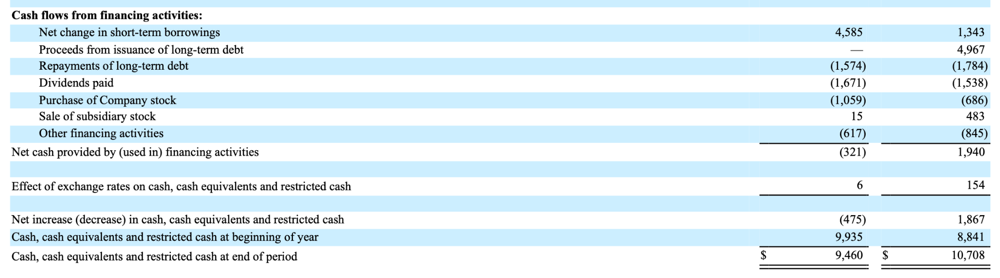 Cash flows from financing activities:
Net change in short-term borrowings 4,585 1,343
Proceeds from issuance of long-term debt — 4,967
Repayments of long-term debt (1,574) (1,784)
Dividends paid (1,671) (1,538)
Purchase of Company stock (1,059) (686)
Sale of subsidiary stock 15 483
Other financing activities (617) (845)
Net cash provided by (used in) financing activities (321) 1,940
Effect of exchange rates on cash, cash equivalents and restricted cash 6 154
Net increase (decrease) in cash, cash equivalents and restricted cash (475) 1,867
Cash, cash equivalents and restricted cash at beginning of year 9,935 8,841
Cash, cash equivalents and restricted cash at end of period $ 9,460 $ 10,708